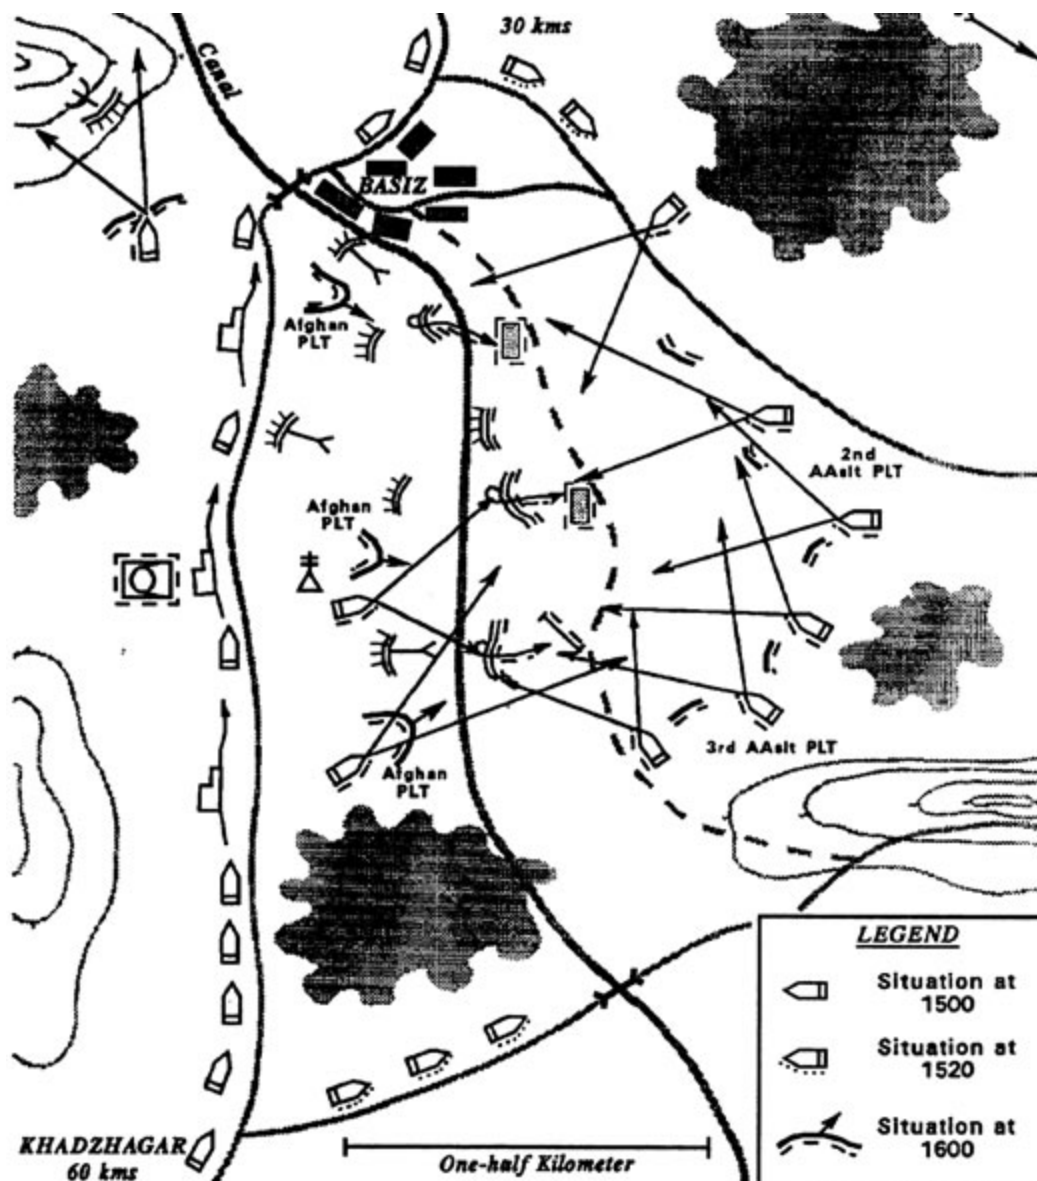 30 kms
Canal
BASIZ
Afghan
PLT
2nd
AAslt PLT
Afghan
PLT
3rd AAslt PLT
Afghan
PLT
LEGEND
Situation at
1500
Situation at
1520
Situation at
1600
KHADZHAGAR
60 kms
One-half Kilometer